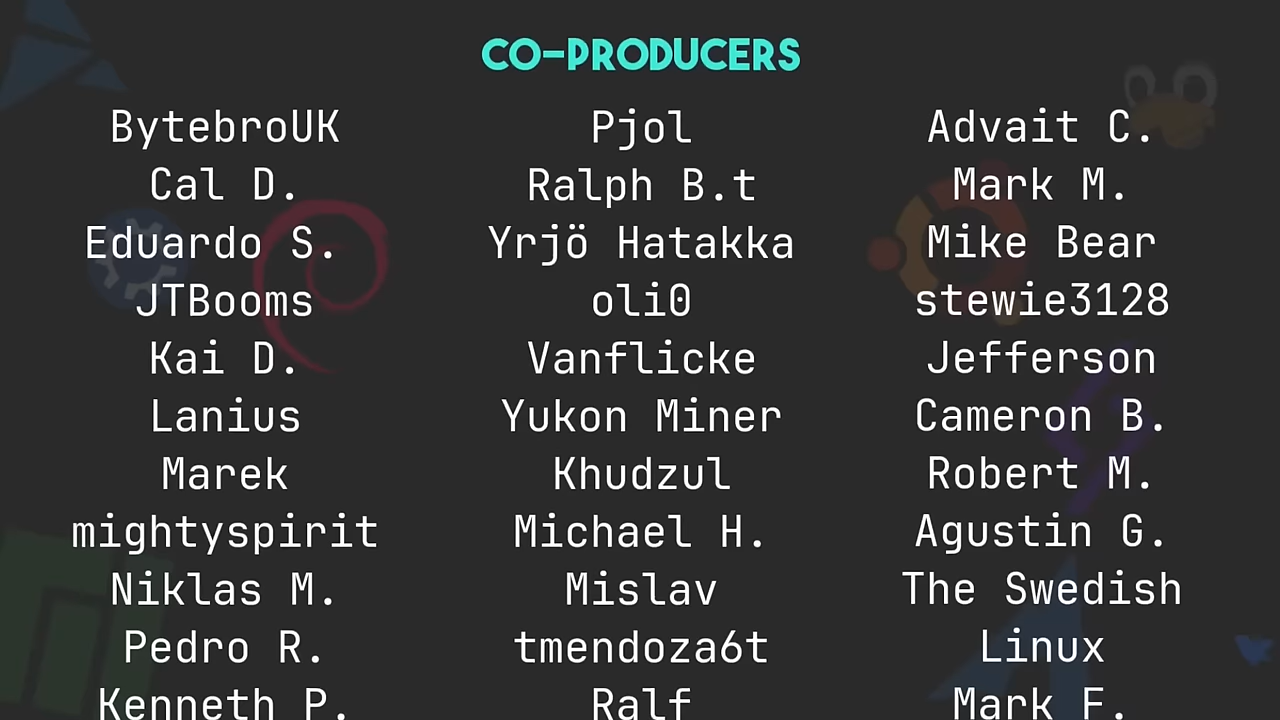 CO-PRODUCERS
BytebroUK
Cal D.
Eduardo S.
JTBooms
Kai D.
Lanius
Marek
mightyspirit
Niklas M.
Pedro R.
Kenneth P.
Pjol
Ralph B.t
Yrjö Hatakka
oli0
Vanflicke
Yukon Miner
Khudzul
Michael H.
Mislav
tmendoza6t
Ralf
Advait C.
Mark M.
Mike Bear
stewie3128
Jefferson
Cameron B.
Robert M.
Agustin G.
The Swedish
Linux
Mark F.